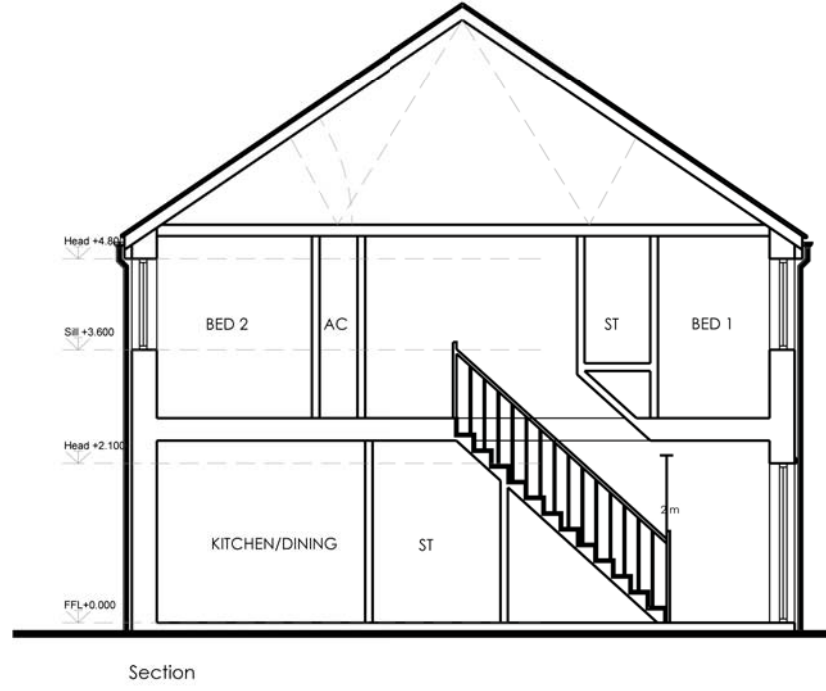 Head +4.800
BED 2
AC
ST
BED 1
Sill +3.600
Head +2.100
2 m
KITCHEN/DINING
ST
FFL+0.000
Section